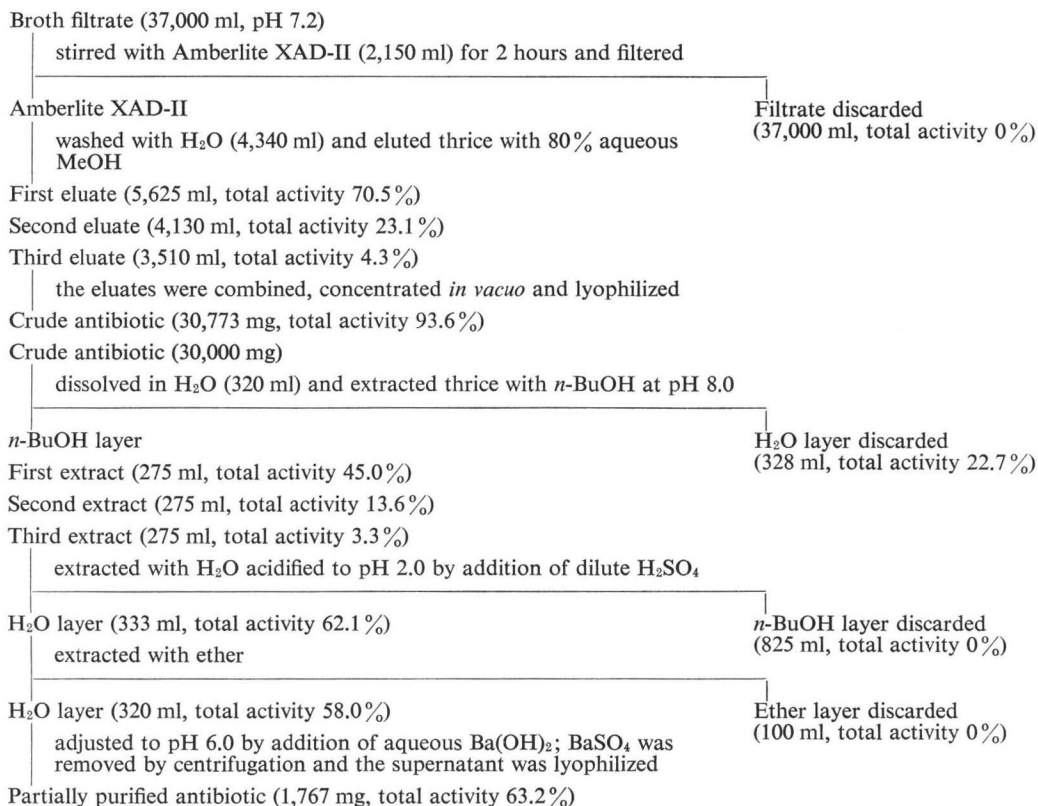 Broth filtrate (37,000 ml, pH 7.2)
stirred with Amberlite XAD-II (2,150 ml) for 2 hours and filtered
Amberlite XAD-II
Filtrate discarded
(37,000 ml, total activity 0%)
washed with H₂O (4,340 ml) and eluted thrice with 80% aqueous
MeOH
First eluate (5,625 ml, total activity 70.5%)
Second eluate (4,130 ml, total activity 23.1%)
Third eluate (3,510 ml, total activity 4.3%)
the eluates were combined, concentrated in vacuo and lyophilized
Crude antibiotic (30,773 mg, total activity 93.6%)
Crude antibiotic (30,000 mg)
dissolved in H₂O (320 ml) and extracted thrice with n-BuOH at pH 8.0
n-BuOH layer
H₂O layer discarded
(328 ml, total activity 22.7%)
First extract (275 ml, total activity 45.0%)
Second extract (275 ml, total activity 13.6%)
Third extract (275 ml, total activity 3.3%)
extracted with H₂O acidified to pH 2.0 by addition of dilute H₂SO₄
H₂O layer (333 ml, total activity 62.1%)
n-BuOH layer discarded
(825 ml, total activity 0%)
extracted with ether
H₂O layer (320 ml, total activity 58.0%)
Ether layer discarded
(100 ml, total activity 0%)
adjusted to pH 6.0 by addition of aqueous Ba(OH)₂; BaSO₄ was
removed by centrifugation and the supernatant was lyophilized
Partially purified antibiotic (1,767 mg, total activity 63.2%)